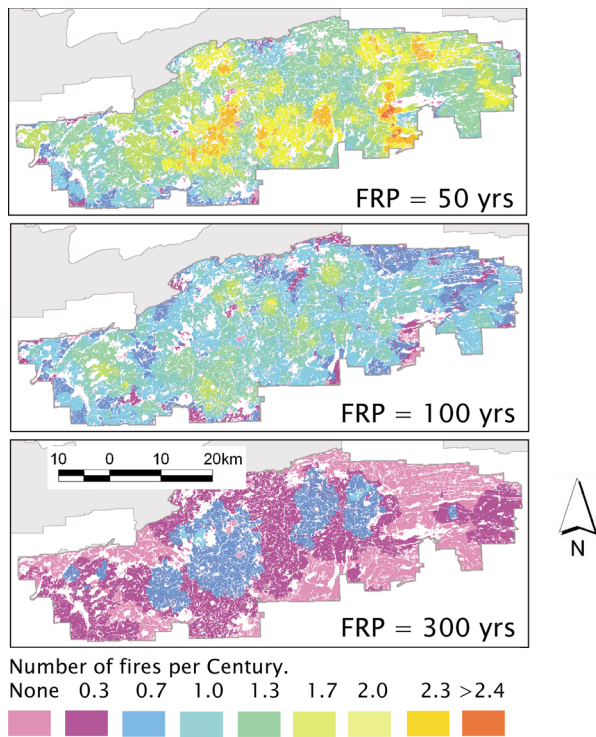 FRP = 50 yrs
FRP = 100 yrs
10 0 10 20km
FRP = 300 yrs
N
Number of fires per Century.
None 0.3 0.7 1.0 1.3 1.7 2.0 2.3 >2.4